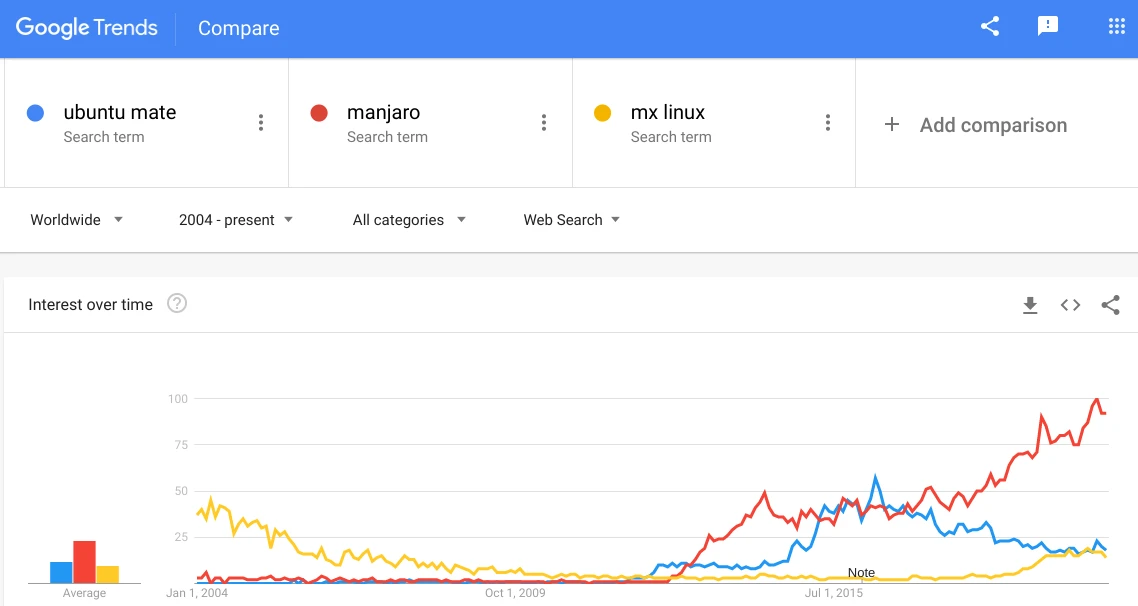 Google Trends Compare
ubuntu mate
Search term
manjaro
Search term
mx linux
Search term
+ Add comparison
Worldwide 2004 - present All categories Web Search
Interest over time ?
100
75
50
25
Note
Average
Jan 1, 2004 Oct 1, 2009 Jul 1, 2015